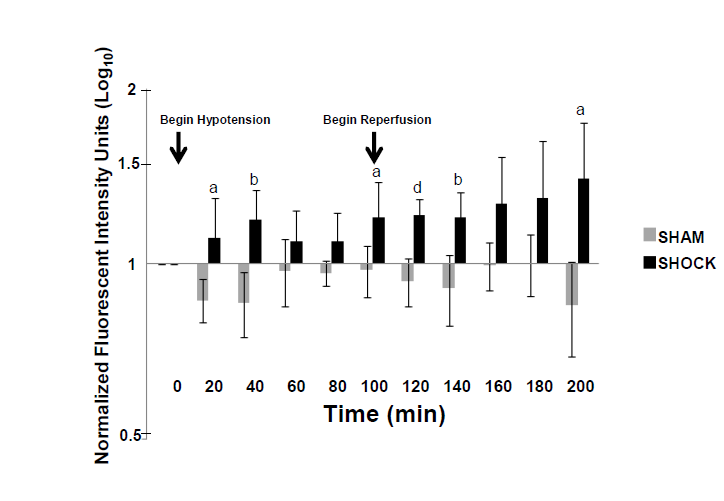 Normalized Fluorescent Intensity Units (Log10)
2
1.5
1
0.5
Begin Hypotension
Begin Reperfusion
a
b
a
d
b
a
SHAM
SHOCK
0 20 40 60 80 100 120 140 160 180 200
Time (min)